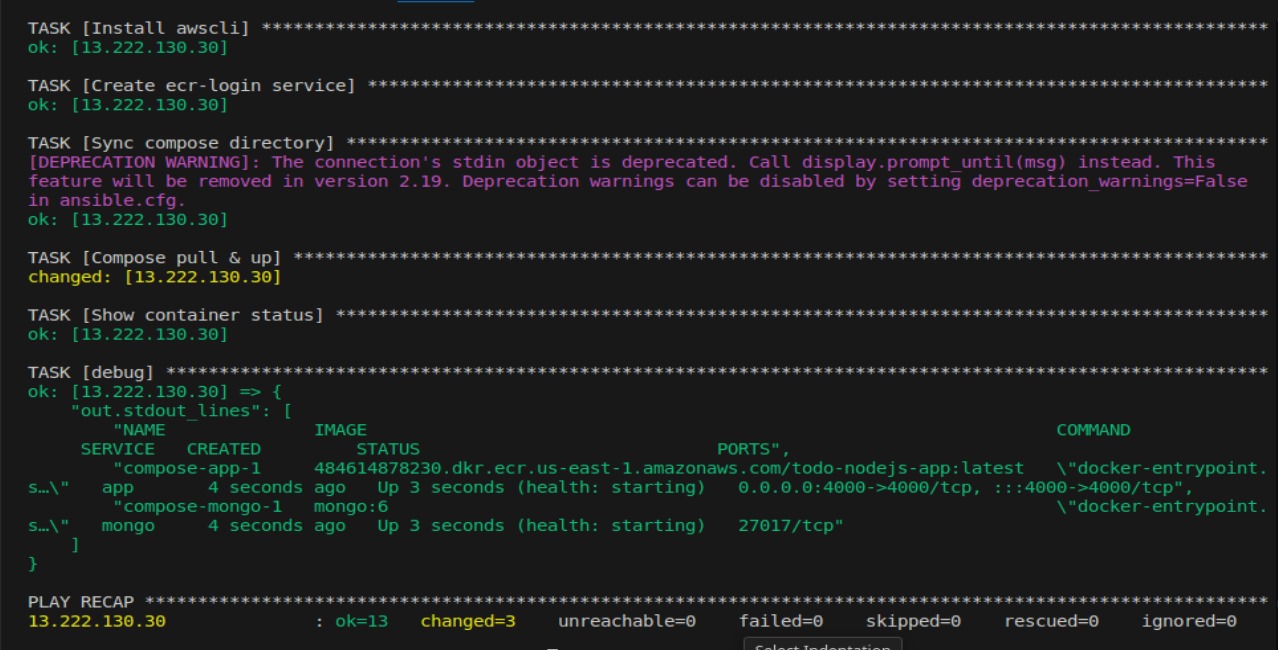 TASK [Install awscli] ***********************************************************************************************
ok: [13.222.130.30]
TASK [Create ecr-login service] *************************************************************************************
ok: [13.222.130.30]
TASK [Sync compose directory] ***************************************************************************************
[DEPRECATION WARNING]: The connection's stdin object is deprecated. Call display.prompt_until(msg) instead. This
feature will be removed in version 2.19. Deprecation warnings can be disabled by setting deprecation_warnings=False
in ansible.cfg.
ok: [13.222.130.30]
TASK [Compose pull & up] ********************************************************************************************
changed: [13.222.130.30]
TASK [Show container status] ****************************************************************************************
ok: [13.222.130.30]
TASK [debug] ********************************************************************************************************
ok: [13.222.130.30] => {
    "out.stdout_lines": [
        "NAME              IMAGE                                                                 COMMAND
     SERVICE   CREATED         STATUS                            PORTS",
        "compose-app-1     484614878230.dkr.ecr.us-east-1.amazonaws.com/todo-nodejs-app:latest   \"docker-entrypoint.
s…\"   app       4 seconds ago   Up 3 seconds (health: starting)   0.0.0.0:4000->4000/tcp, :::4000->4000/tcp",
        "compose-mongo-1   mongo:6                                                               \"docker-entrypoint.
s…\"   mongo     4 seconds ago   Up 3 seconds (health: starting)   27017/tcp"
    ]
}
PLAY RECAP **********************************************************************************************************
13.222.130.30              : ok=13   changed=3    unreachable=0    failed=0    skipped=0    rescued=0    ignored=0
Select Indentation